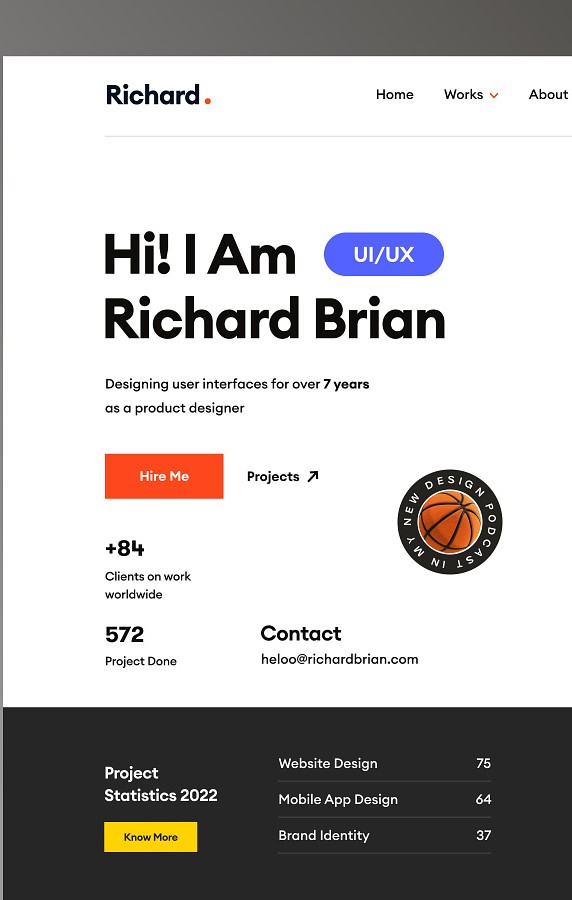 Richard.
Home Works About
Hi! I Am UI/UX
Richard Brian
Designing user interfaces for over 7 years
as a product designer
Hire Me Projects
NEW DESIGN PODCAST IN MY
+84
Clients on work
worldwide
572
Project Done
Contact
heloo@richardbrian.com
Project
Statistics 2022
Know More
Website Design 75
Mobile App Design 64
Brand Identity 37